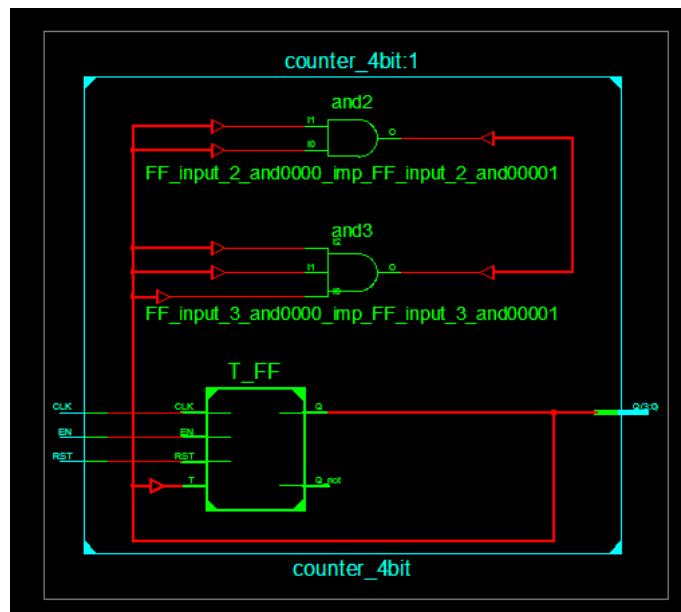 counter_4bit:1
and2
I1
I0
O
FF_input_2_and0000_imp_FF_input_2_and00001
and3
I1
O
I0
FF_input_3_and0000_imp_FF_input_3_and00001
T_FF
CLK CLK Q Q(3:0)
EN EN
RST RST
T Q_not
counter_4bit